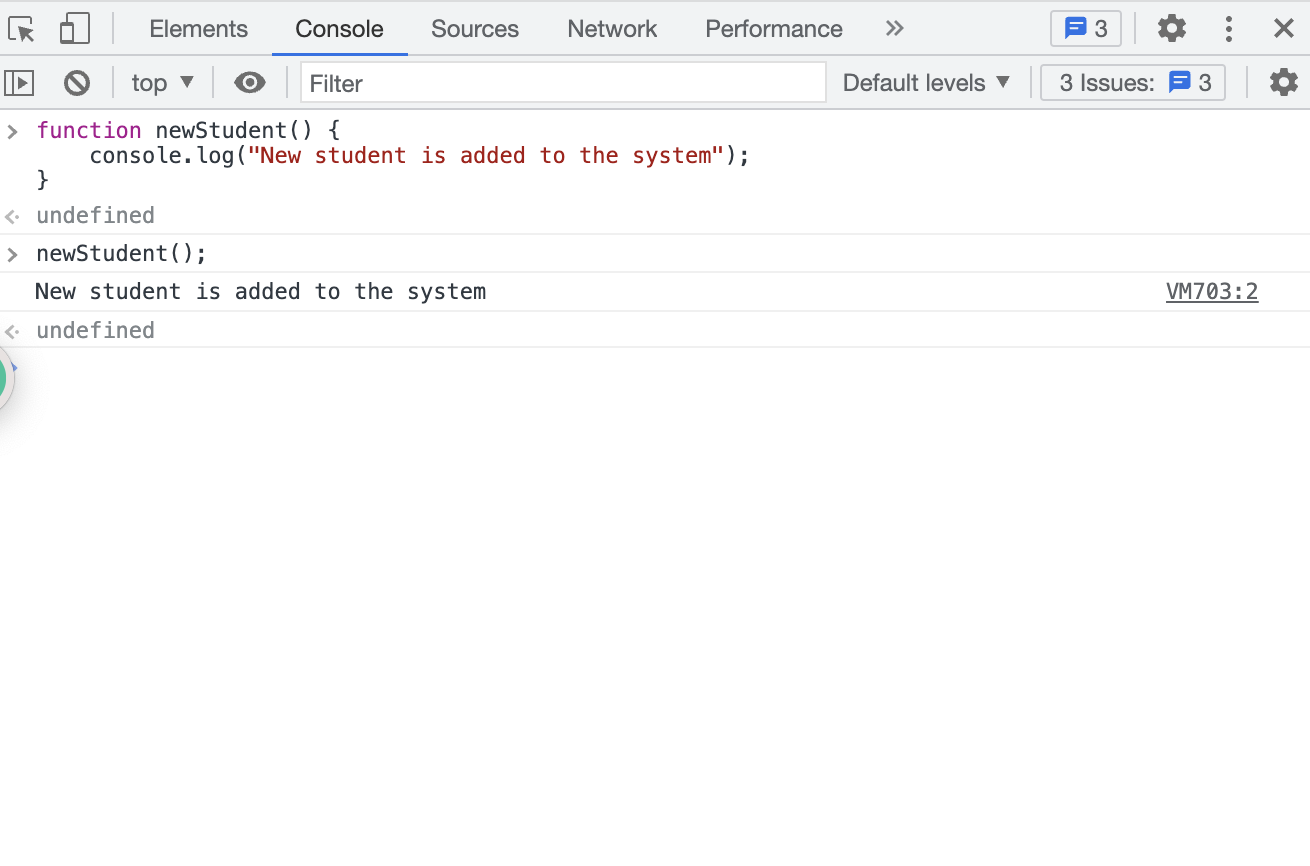 Elements Console Sources Network Performance » 3
top ▼ Filter Default levels ▼ 3 Issues: 3
function newStudent() {
    console.log("New student is added to the system");
}
undefined
newStudent();
New student is added to the system VM703:2
undefined